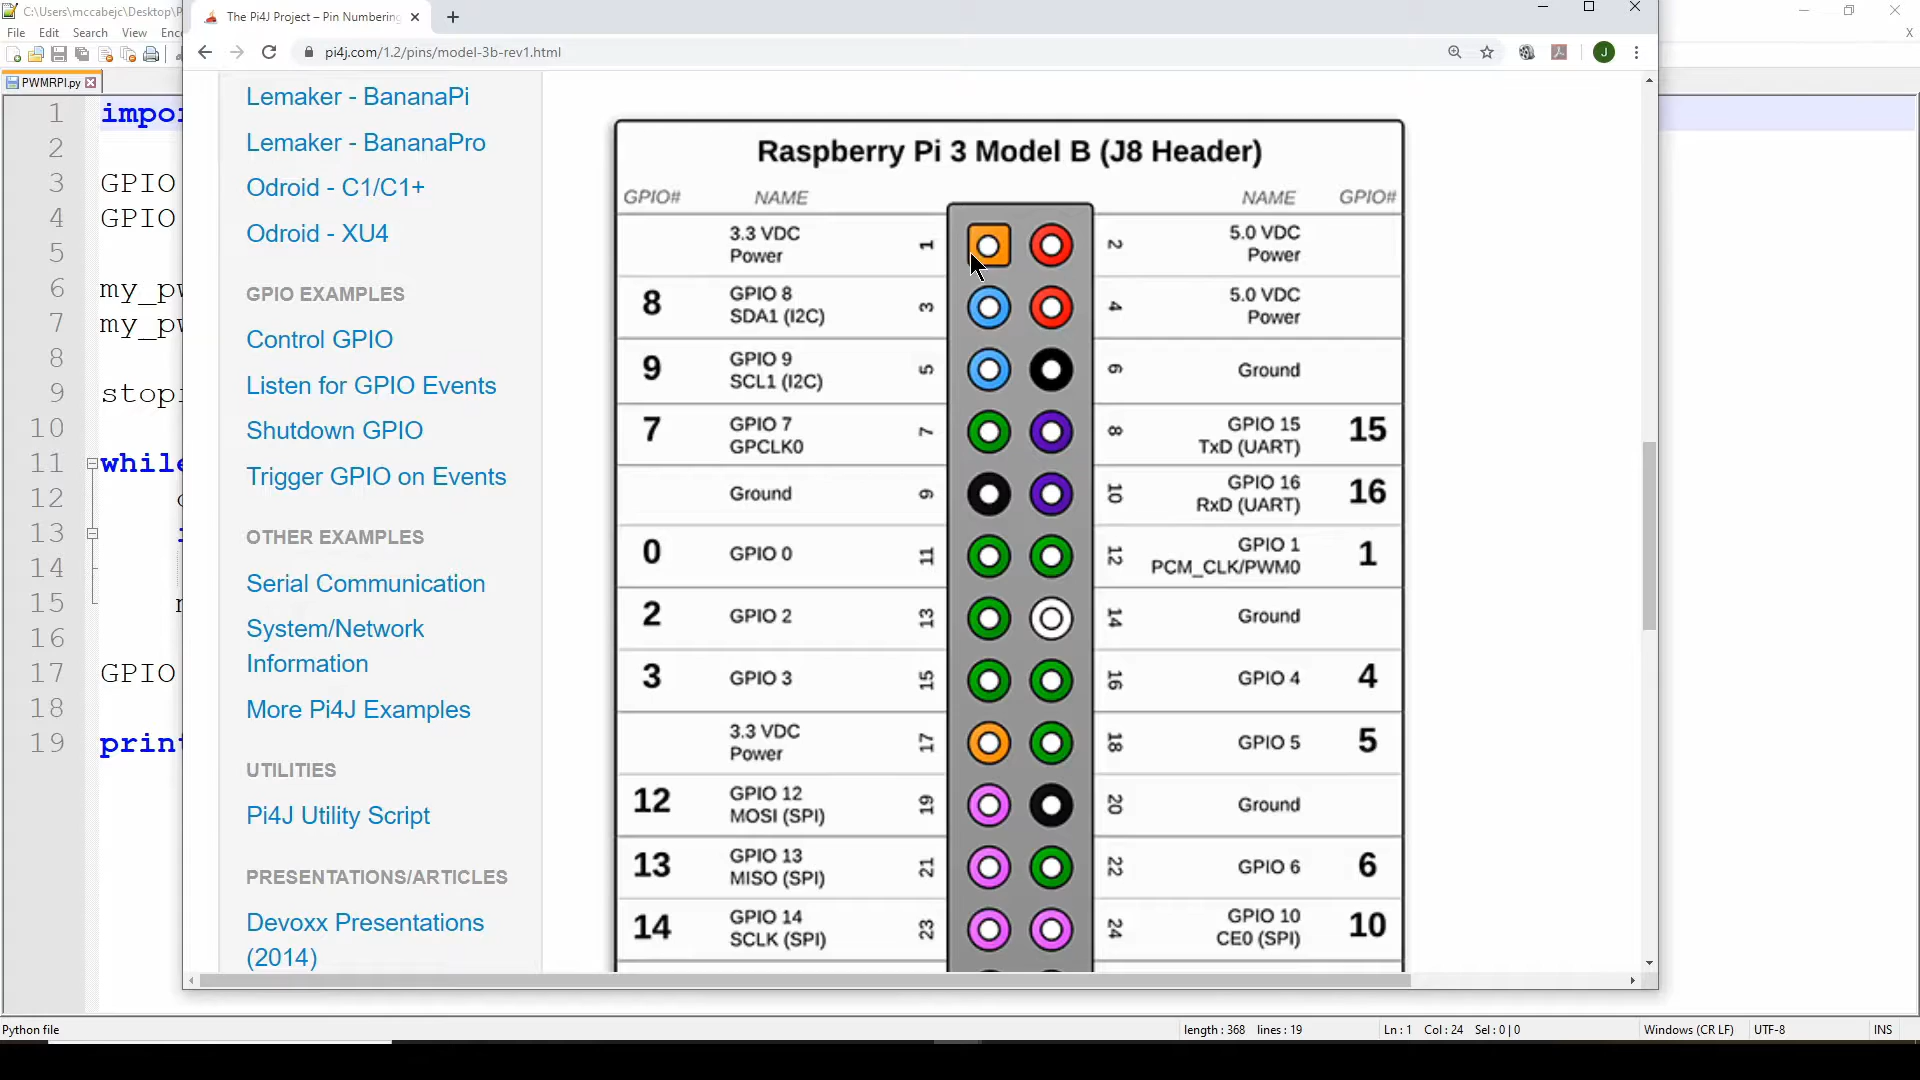 C:\Users\mccabejc\Desktop\P
File Edit Search View Enc
PWMRPI.py
The Pi4J Project – Pin Numbering
pi4j.com/1.2/pins/model-3b-rev1.html
J
X
1 impor
2
3 GPIO
4 GPIO
5
6 my_pw
7 my_pw
8
9 stop
10
11 while
12
13
14
15
16
17 GPIO
18
19 print
Lemaker - BananaPi
Lemaker - BananaPro
Odroid - C1/C1+
Odroid - XU4
GPIO EXAMPLES
Control GPIO
Listen for GPIO Events
Shutdown GPIO
Trigger GPIO on Events
OTHER EXAMPLES
Serial Communication
System/Network
Information
More Pi4J Examples
UTILITIES
Pi4J Utility Script
PRESENTATIONS/ARTICLES
Devoxx Presentations
(2014)
Raspberry Pi 3 Model B (J8 Header)
GPIO# NAME NAME GPIO#
3.3 VDC
Power
1 2
5.0 VDC
Power
8
GPIO 8
SDA1 (I2C)
3 4
5.0 VDC
Power
9
GPIO 9
SCL1 (I2C)
5 6
Ground
7
GPIO 7
GPCLK0
7 8
GPIO 15
TxD (UART)
15
Ground
9 10
GPIO 16
RxD (UART)
16
0 GPIO 0 11 12
GPIO 1
PCM_CLK/PWM0
1
2 GPIO 2 13 14 Ground
3 GPIO 3 15 16 GPIO 4 4
3.3 VDC
Power
17 18 GPIO 5 5
12
GPIO 12
MOSI (SPI)
19 20 Ground
13
GPIO 13
MISO (SPI)
21 22 GPIO 6 6
14
GPIO 14
SCLK (SPI)
23 24
GPIO 10
CE0 (SPI)
10
Python file
length : 368 lines : 19
Ln : 1 Col : 24 Sel : 0 | 0
Windows (CR LF)
UTF-8
INS